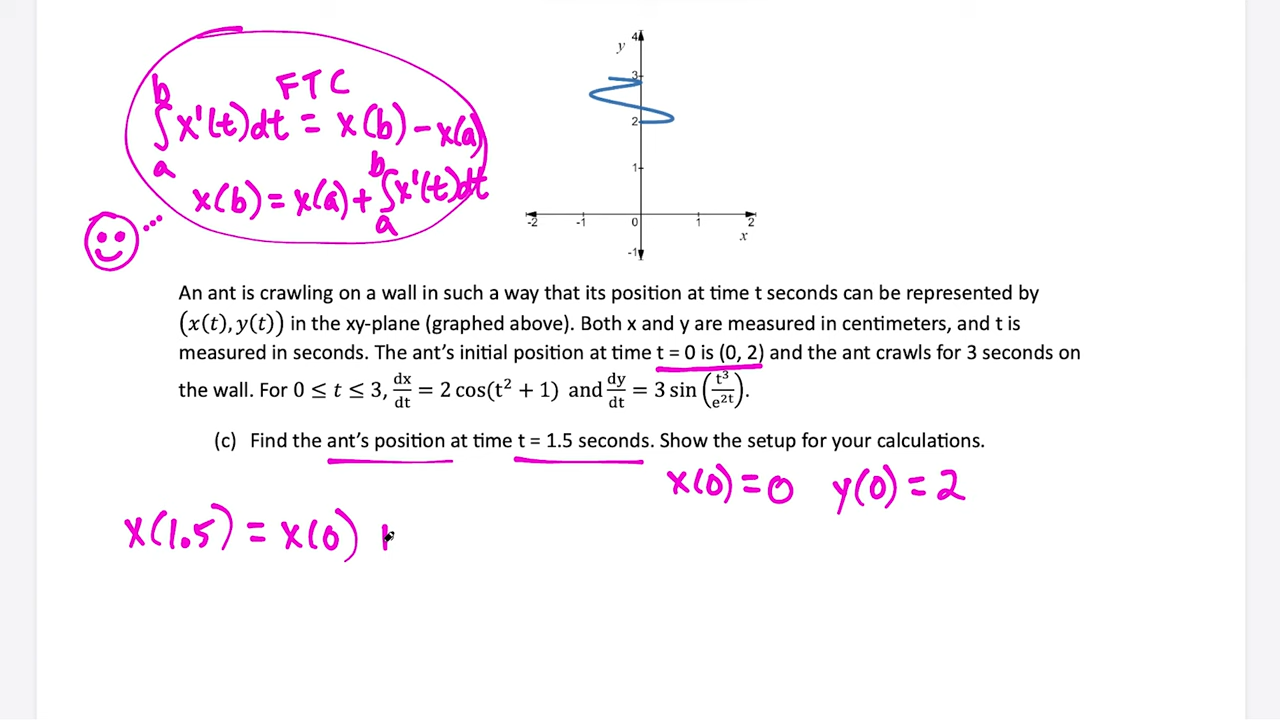 FTC
∫ₐᵇ x'(t)dt = x(b) - x(a)
x(b) = x(a) + ∫ₐᵇ x'(t)dt
y
4
3
2
1
-2 -1 0 1 2
x
-1
An ant is crawling on a wall in such a way that its position at time t seconds can be represented by
(x(t), y(t)) in the xy-plane (graphed above). Both x and y are measured in centimeters, and t is
measured in seconds. The ant's initial position at time t = 0 is (0, 2) and the ant crawls for 3 seconds on
the wall. For 0 ≤ t ≤ 3, dx/dt = 2 cos(t² + 1) and dy/dt = 3 sin (t³/e²ᵗ).
(c) Find the ant's position at time t = 1.5 seconds. Show the setup for your calculations.
x(0) = 0 y(0) = 2
x(1.5) = x(0)